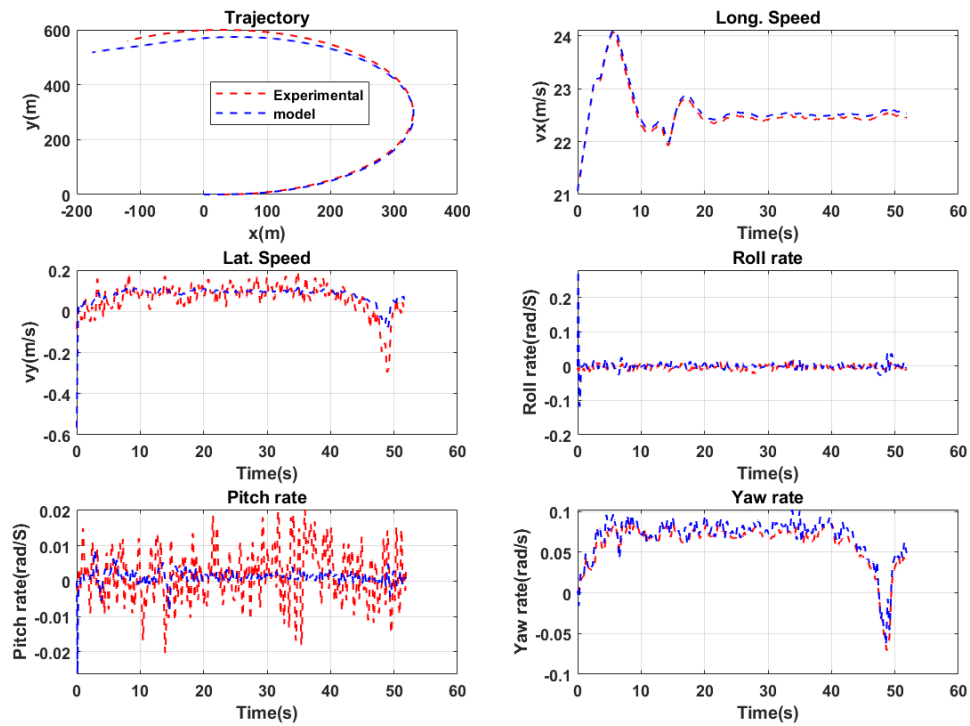 Trajectory
600
400
200
0
y(m)
-200 -100 0 100 200 300 400
x(m)
Experimental
model
Long. Speed
24
23
22
21
vx(m/s)
0 10 20 30 40 50 60
Time(s)
Lat. Speed
0.2
0
-0.2
-0.4
-0.6
vy(m/s)
0 10 20 30 40 50 60
Time(s)
Roll rate
0.2
0.1
0
-0.1
-0.2
Roll rate(rad/S)
0 10 20 30 40 50 60
Time(s)
Pitch rate
0.02
0.01
0
-0.01
-0.02
Pitch rate(rad/S)
0 10 20 30 40 50 60
Time(s)
Yaw rate
0.1
0.05
0
-0.05
-0.1
Yaw rate(rad/s)
0 10 20 30 40 50 60
Time(s)